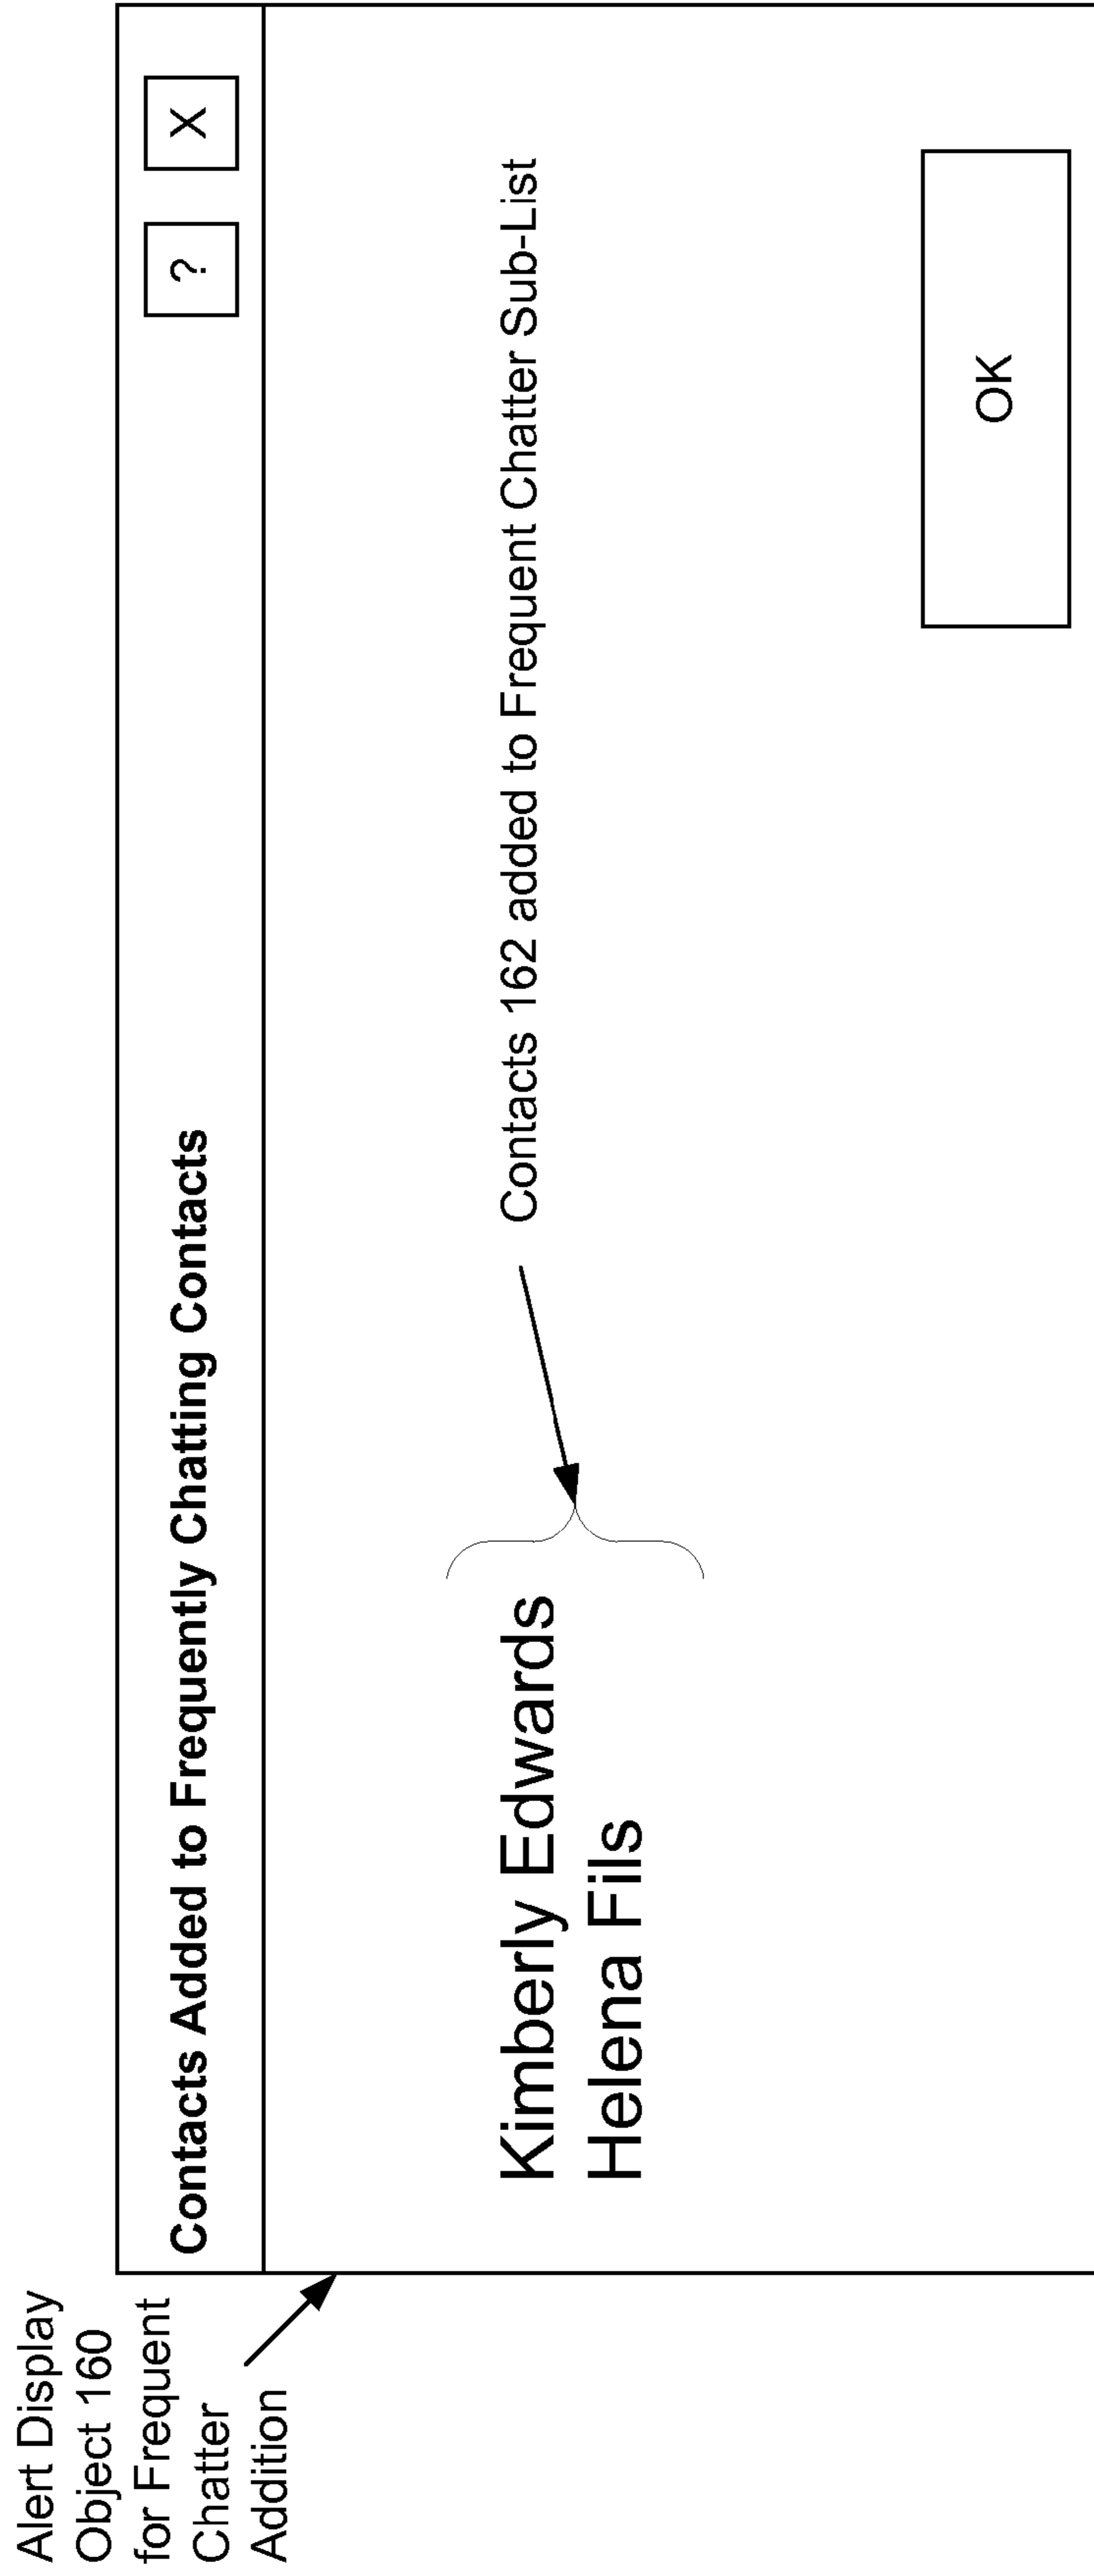 Alert Display
Object 160
for Frequent
Chatter
Addition
Contacts Added to Frequently Chatting Contacts
?
X
Kimberly Edwards
Helena Fils
Contacts 162 added to Frequent Chatter Sub-List
OK